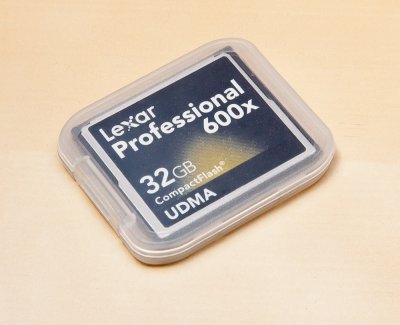 Lexar
Professional
600x
32GB
CompactFlash®
UDMA